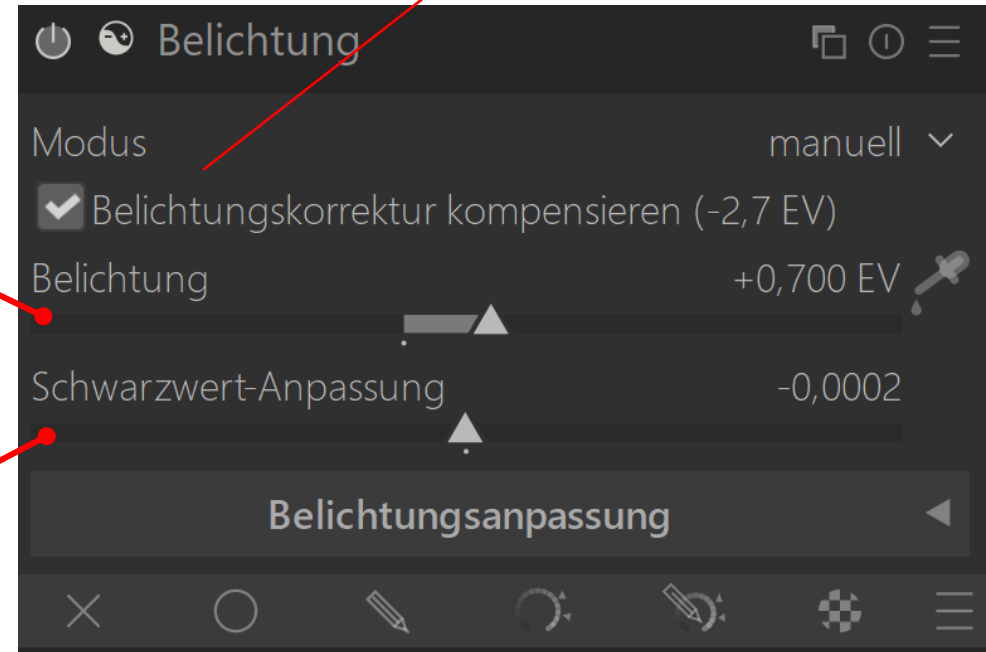 Belichtung
Modus manuell
Belichtungskorrektur kompensieren (-2,7 EV)
Belichtung +0,700 EV
Schwarzwert-Anpassung -0,0002
Belichtungsanpassung